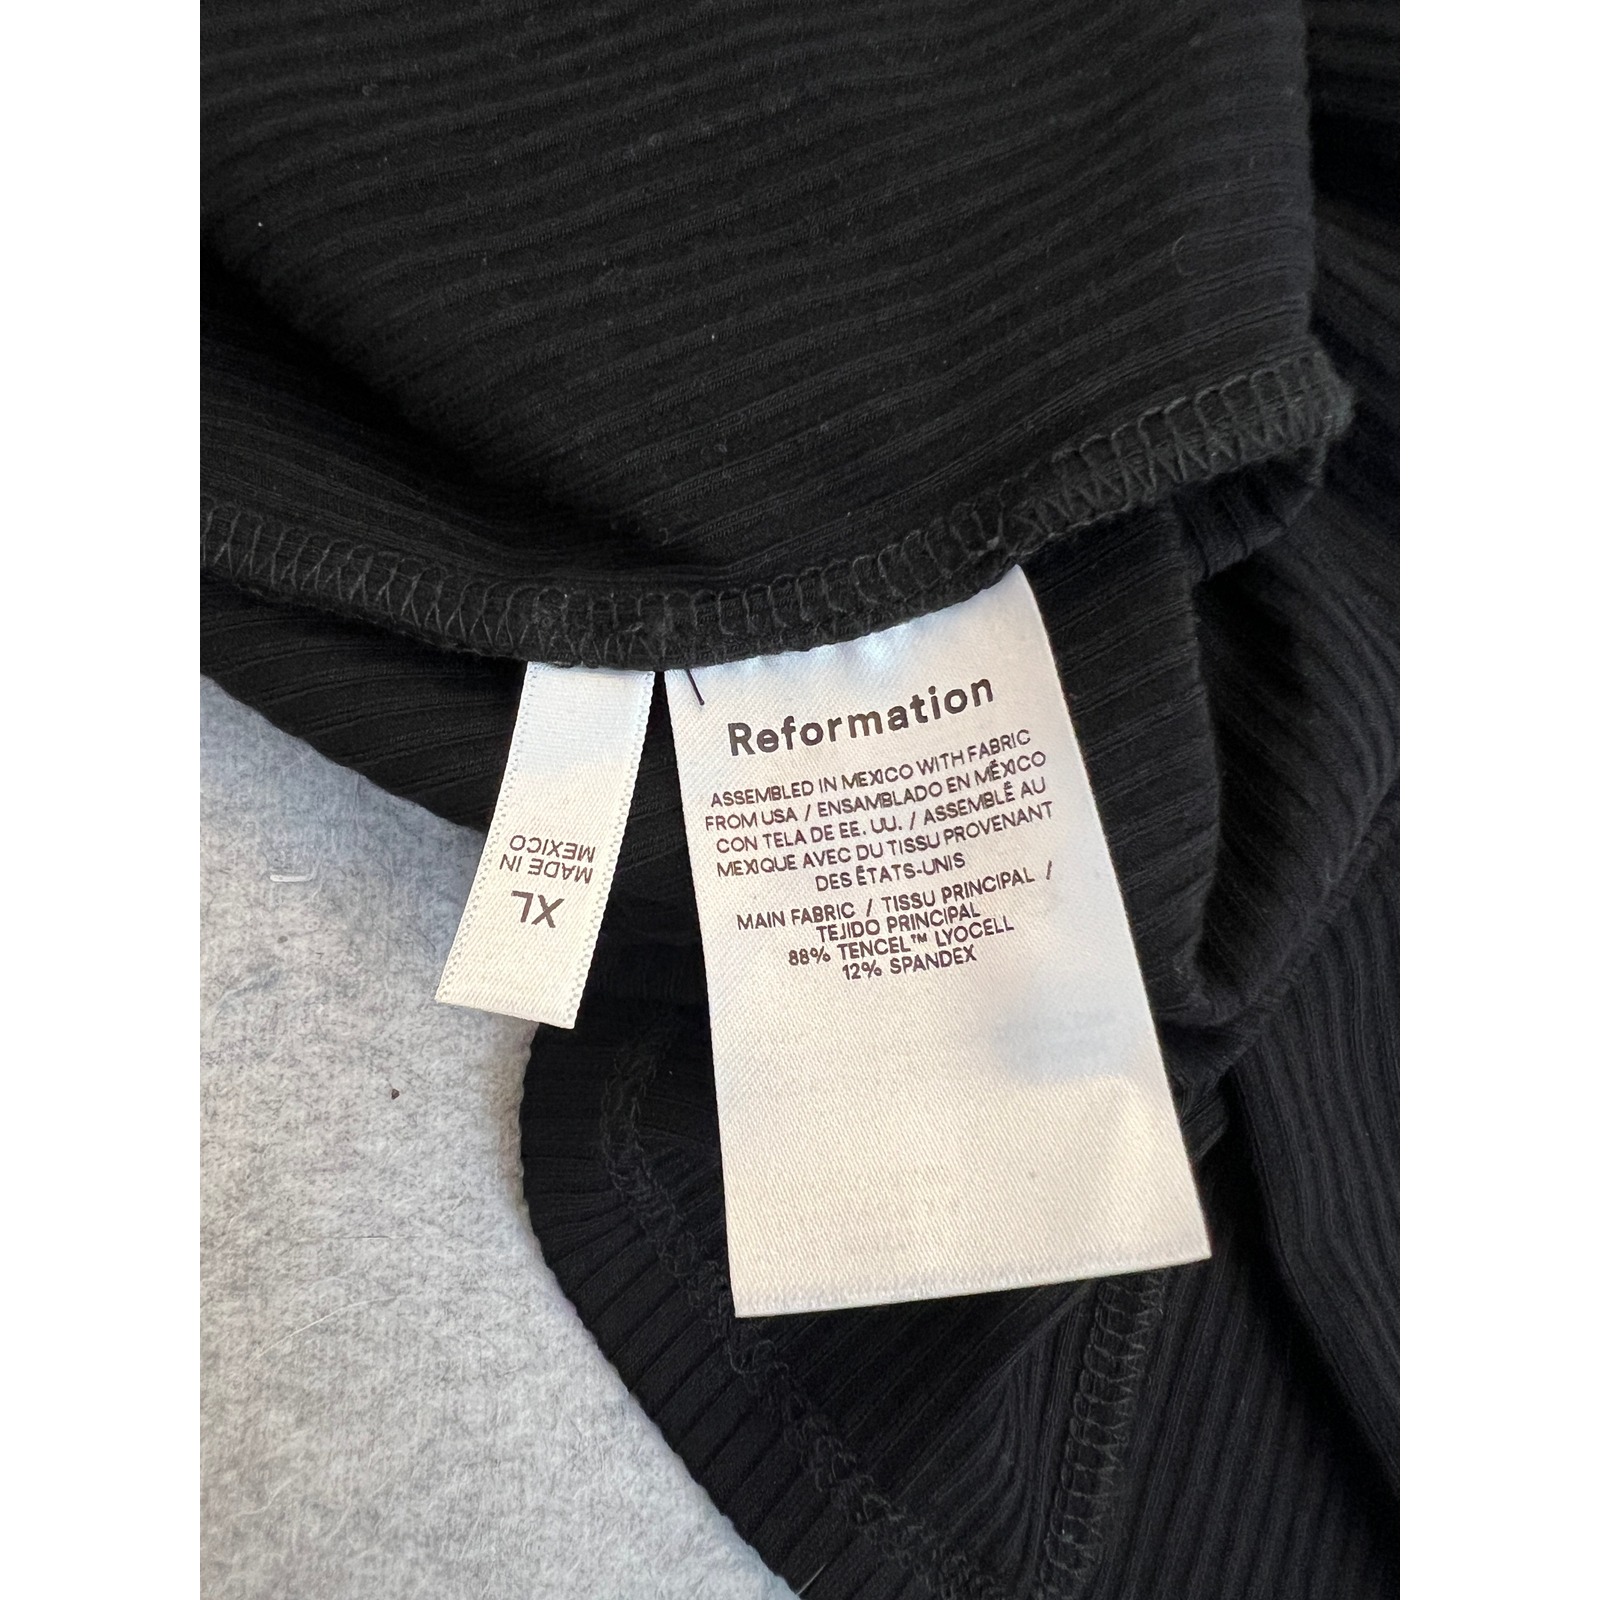 Reformation
ASSEMBLED IN MEXICO WITH FABRIC
FROM USA / ENSAMBLADO EN MÉXICO
CON TELA DE EE. UU. / ASSEMBLÉ AU
MEXIQUE AVEC DU TISSU PROVENANT
DES ÉTATS-UNIS
MAIN FABRIC / TISSU PRINCIPAL /
TEJIDO PRINCIPAL
88% TENCEL™ LYOCELL
12% SPANDEX
XL
MADE IN
MEXICO